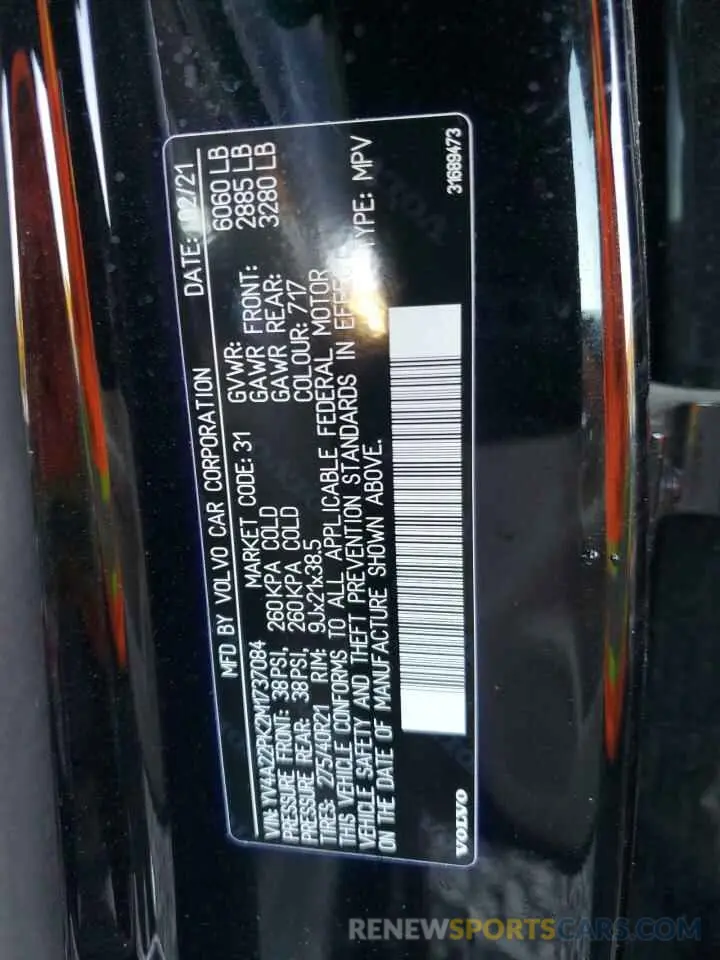 MFD BY VOLVO CAR CORPORATION DATE: 02/21
VIN: YV4A22PK2M1737084 MARKET CODE: 31 GVWR: 6060 LB
PRESSURE FRONT: 38PSI, 260KPA COLD GAWR FRONT: 2885 LB
PRESSURE REAR: 38PSI, 260KPA COLD GAWR REAR: 3280 LB
TIRES: 275/40R21 RIM: 9Jx21x38.5 COLOUR: 717
THIS VEHICLE CONFORMS TO ALL APPLICABLE FEDERAL MOTOR
VEHICLE SAFETY AND THEFT PREVENTION STANDARDS IN EFFECT
ON THE DATE OF MANUFACTURE SHOWN ABOVE. TYPE: MPV
VOLVO 31689473
RENEWSPORTSCARS.COM